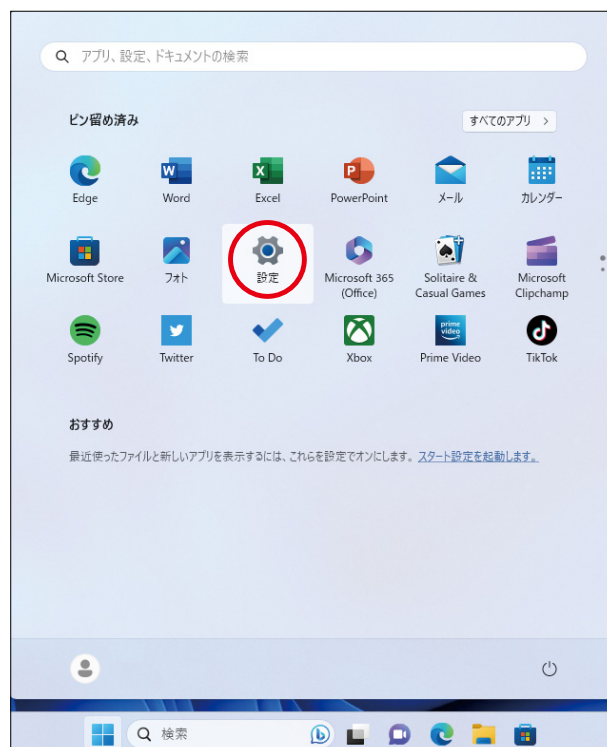 アプリ、設定、ドキュメントの検索
ピン留め済み
すべてのアプリ >
Edge
Word
Excel
PowerPoint
メール
カレンダー
Microsoft Store
フォト
設定
Microsoft 365
(Office)
Solitaire &
Casual Games
Microsoft
Clipchamp
Spotify
Twitter
To Do
Xbox
prime
video
Prime Video
TikTok
おすすめ
最近使ったファイルと新しいアプリを表示するには、これらを設定でオンにします。 スタート設定を起動します。
検索